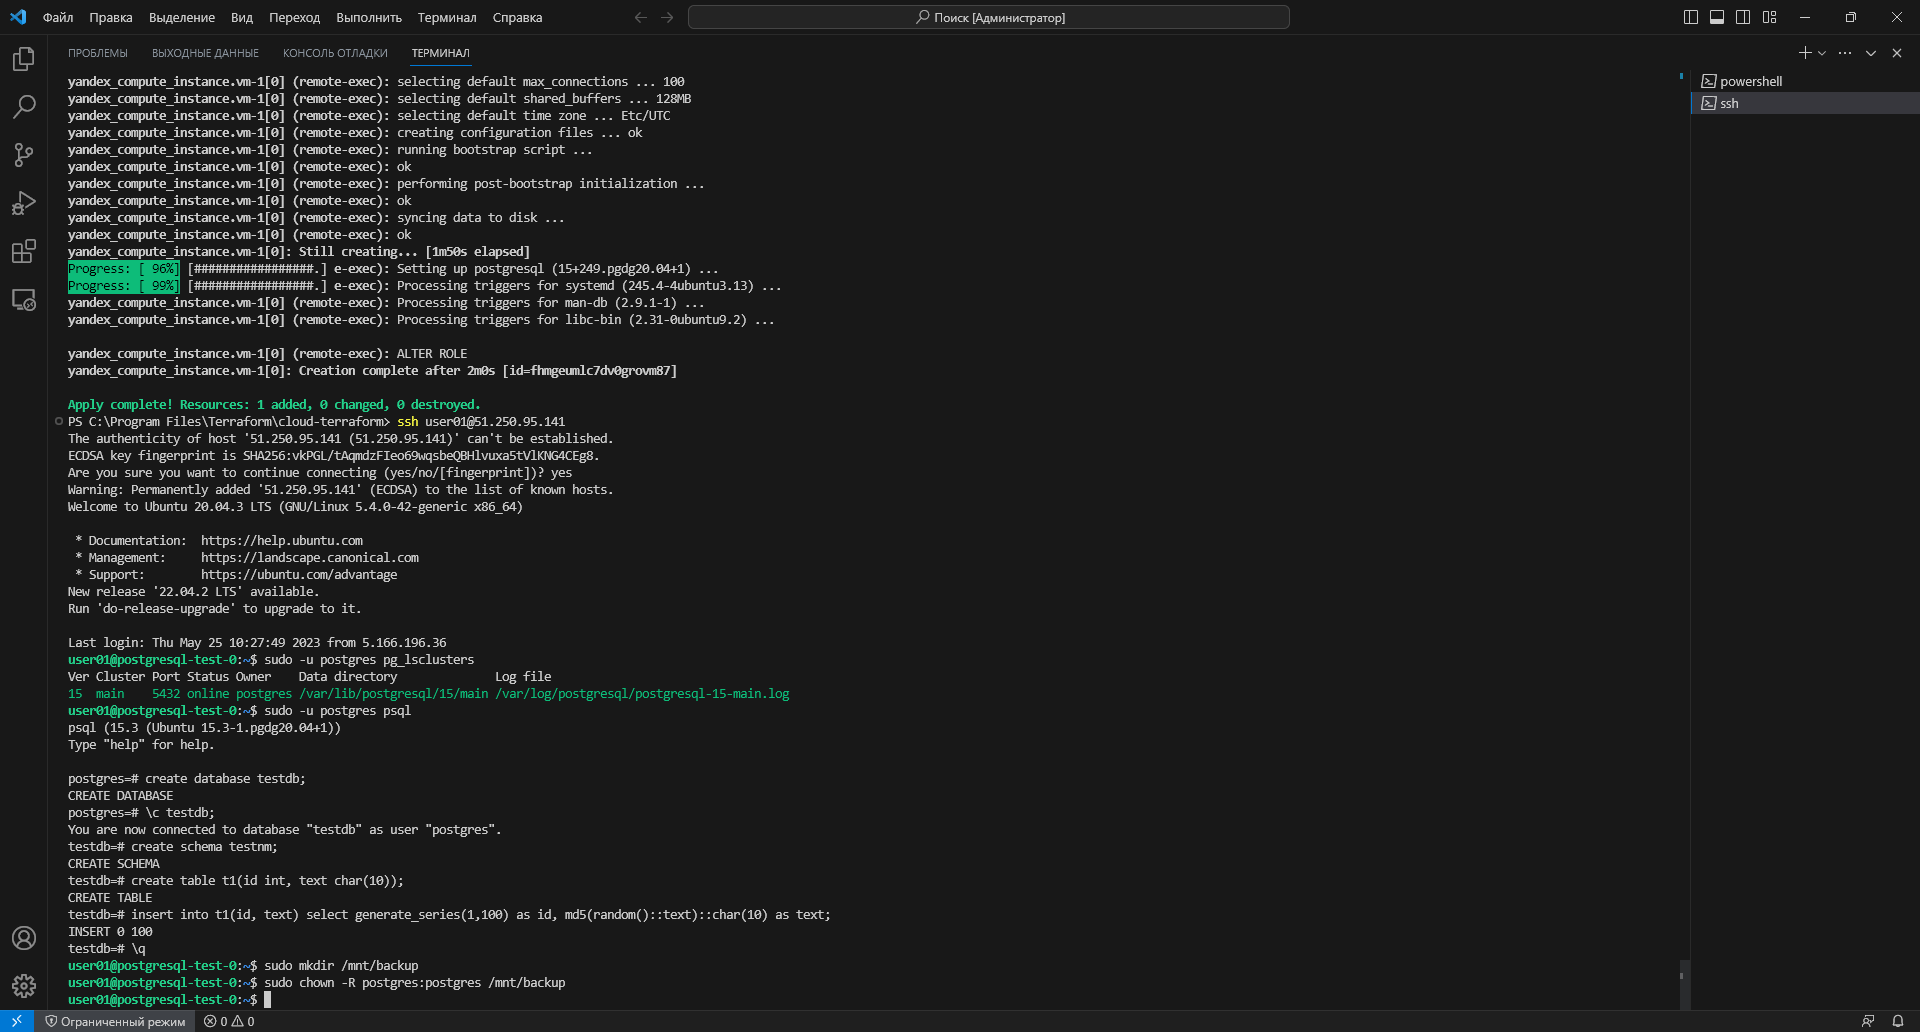 Файл Правка Выделение Вид Переход Выполнить Терминал Справка
Поиск [Администратор]
ПРОБЛЕМЫ ВЫХОДНЫЕ ДАННЫЕ КОНСОЛЬ ОТЛАДКИ ТЕРМИНАЛ
powershell
ssh
yandex_compute_instance.vm-1[0] (remote-exec): selecting default max_connections ... 100
yandex_compute_instance.vm-1[0] (remote-exec): selecting default shared_buffers ... 128MB
yandex_compute_instance.vm-1[0] (remote-exec): selecting default time zone ... Etc/UTC
yandex_compute_instance.vm-1[0] (remote-exec): creating configuration files ... ok
yandex_compute_instance.vm-1[0] (remote-exec): running bootstrap script ...
yandex_compute_instance.vm-1[0] (remote-exec): ok
yandex_compute_instance.vm-1[0] (remote-exec): performing post-bootstrap initialization ...
yandex_compute_instance.vm-1[0] (remote-exec): ok
yandex_compute_instance.vm-1[0] (remote-exec): syncing data to disk ...
yandex_compute_instance.vm-1[0] (remote-exec): ok
yandex_compute_instance.vm-1[0]: Still creating... [1m50s elapsed]
Progress: [ 96%] [#################.] e-exec): Setting up postgresql (15+249.pgdg20.04+1) ...
Progress: [ 99%] [#################.] e-exec): Processing triggers for systemd (245.4-4ubuntu3.13) ...
yandex_compute_instance.vm-1[0] (remote-exec): Processing triggers for man-db (2.9.1-1) ...
yandex_compute_instance.vm-1[0] (remote-exec): Processing triggers for libc-bin (2.31-0ubuntu9.2) ...
yandex_compute_instance.vm-1[0] (remote-exec): ALTER ROLE
yandex_compute_instance.vm-1[0]: Creation complete after 2m0s [id=fhmgeumlc7dv0grovm87]
Apply complete! Resources: 1 added, 0 changed, 0 destroyed.
PS C:\Program Files\Terraform\cloud-terraform> ssh user01@51.250.95.141
The authenticity of host '51.250.95.141 (51.250.95.141)' can't be established.
ECDSA key fingerprint is SHA256:vkPGL/tAqmdzFIeo69wqsbeQBHlvuxa5tVlKNG4CEg8.
Are you sure you want to continue connecting (yes/no/[fingerprint])? yes
Warning: Permanently added '51.250.95.141' (ECDSA) to the list of known hosts.
Welcome to Ubuntu 20.04.3 LTS (GNU/Linux 5.4.0-42-generic x86_64)
* Documentation: https://help.ubuntu.com
* Management: https://landscape.canonical.com
* Support: https://ubuntu.com/advantage
New release '22.04.2 LTS' available.
Run 'do-release-upgrade' to upgrade to it.
Last login: Thu May 25 10:27:49 2023 from 5.166.196.36
user01@postgresql-test-0:~$ sudo -u postgres pg_lsclusters
Ver Cluster Port Status Owner Data directory Log file
15 main 5432 online postgres /var/lib/postgresql/15/main /var/log/postgresql/postgresql-15-main.log
user01@postgresql-test-0:~$ sudo -u postgres psql
psql (15.3 (Ubuntu 15.3-1.pgdg20.04+1))
Type "help" for help.
postgres=# create database testdb;
CREATE DATABASE
postgres=# \c testdb;
You are now connected to database "testdb" as user "postgres".
testdb=# create schema testnm;
CREATE SCHEMA
testdb=# create table t1(id int, text char(10));
CREATE TABLE
testdb=# insert into t1(id, text) select generate_series(1,100) as id, md5(random()::text)::char(10) as text;
INSERT 0 100
testdb=# \q
user01@postgresql-test-0:~$ sudo mkdir /mnt/backup
user01@postgresql-test-0:~$ sudo chown -R postgres:postgres /mnt/backup
user01@postgresql-test-0:~$
Ограниченный режим 0 0